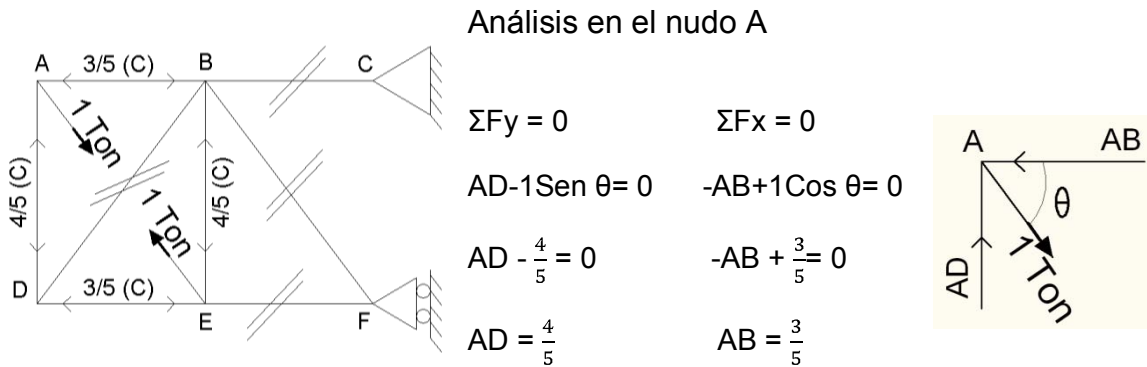 Análisis en el nudo A
A 3/5 (C) B C
1 Ton
4/5 (C)
1 Ton
4/5 (C)
D 3/5 (C) E F
ΣFy = 0 ΣFx = 0
AD-1Sen θ= 0 -AB+1Cos θ= 0
AD - 4/5 = 0 -AB + 3/5= 0
AD = 4/5 AB = 3/5
A AB
θ
AD
1 Ton